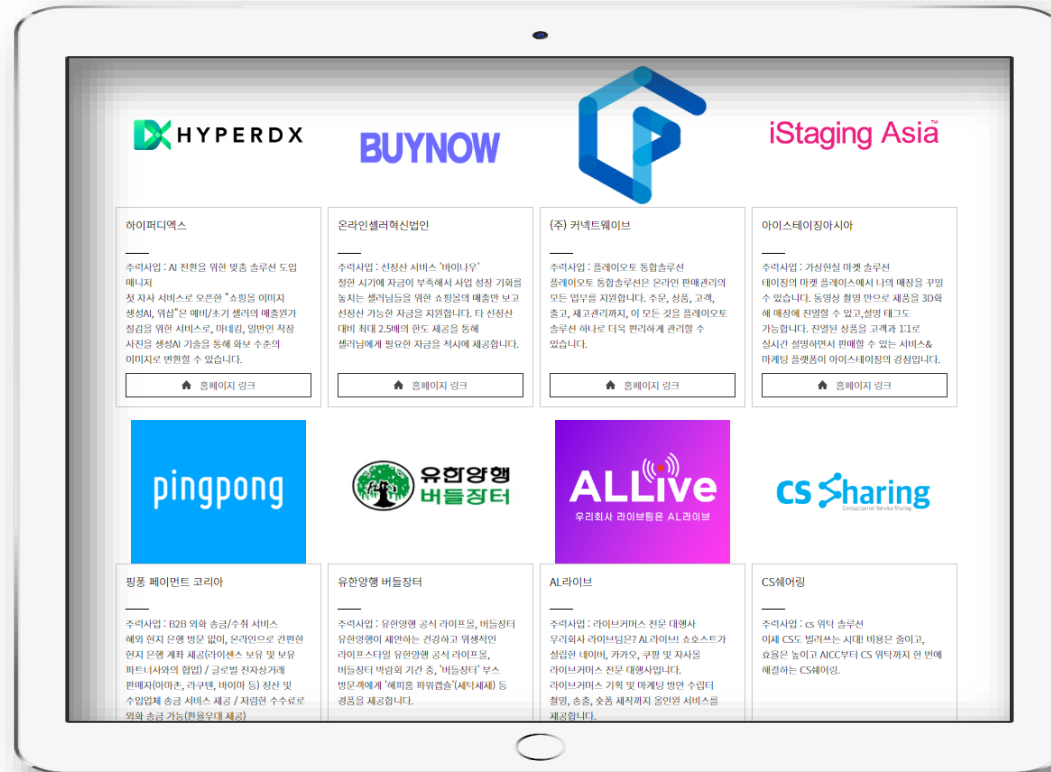 HYPERDX
BUYNOW
iStaging Asia™
하이퍼디엑스
주력사업 : AI 전환을 위한 맞춤 솔루션 도입
매니저
첫 자사 서비스로 오픈한 "쇼핑몰 이미지
생성AI, 위샵"은 예비/초기 셀러의 매출원가
절감을 위한 서비스로, 마네킹, 일반인 착장
사진을 생성AI 기술을 통해 화보 수준의
이미지로 변환할 수 있습니다.
홈페이지 링크
온라인셀러혁신법인
주력사업 : 선정산 서비스 '바이나우'
절한 시기에 자금이 부족해서 사업 성장 기회를
놓치는 셀러님들을 위한 쇼핑몰의 매출만 보고
선정산 가능한 자금을 지원합니다. 타 선정산
대비 최대 2.5배의 한도 제공을 통해
셀러님에게 필요한 자금을 적시에 제공합니다.
홈페이지 링크
(주) 커넥트웨이브
주력사업 : 플레이오토 통합솔루션
플레이오토 통합솔루션은 온라인 판매관리의
모든 업무를 지원합니다. 주문, 상품, 고객,
출고, 재고관리까지, 이 모든 것을 플레이오토
솔루션 하나로 더욱 편리하게 관리할 수
있습니다.
홈페이지 링크
아이스테이징아시아
주력사업 : 가상현실 마켓 솔루션
테이징의 마켓 플레이스에서 나의 매장을 꾸밀
수 있습니다. 동영상 촬영 만으로 제품을 3D화
해 매장에 진열할 수 있고,설명 태그도
가능합니다. 진열된 상품을 고객과 1:1로
실시간 설명하면서 판매할 수 있는 서비스&
마케팅 플랫폼이 아이스테이징의 강점입니다.
홈페이지 링크
pingpong
유한양행
버들장터
ALLive
우리회사 라이브팀은 AL라이브
CS Sharing
Contactcenter Service Sharing
핑퐁 페이먼트 코리아
주력사업 : B2B 외화 송금/수취 서비스
해외 현지 은행 방문 없이, 온라인으로 간편한
현지 은행 계좌 제공(라이센스 보유 및 보유
파트너사와의 협업) / 글로벌 전자상거래
판매자(아마존, 라쿠텐, 바이마 등) 정산 및
수입업체 송금 서비스 제공 / 저렴한 수수료로
외화 송금 가능(환율우대 제공)
유한양행 버들장터
주력사업 : 유한양행 공식 라이프몰, 버들장터
유한양행이 제안하는 건강하고 위생적인
라이프스타일 유한양행 공식 라이프몰,
버들장터 박람회 기간 중, '버들장터' 부스
방문객에게 '해피홈 파워캡슐'(세탁세제) 등
경품을 제공합니다.
AL라이브
주력사업 : 라이브커머스 전문 대행사
우리회사 라이브팀은? AL라이브! 쇼호스트가
설립한 네이버, 카카오, 쿠팡 및 자사몰
라이브커머스 전문 대행사입니다.
라이브커머스 기획 및 마케팅 방안 수립터
촬영, 송출, 숏폼 제작까지 올인원 서비스를
제공합니다.
CS쉐어링
주력사업 : cs 위탁 솔루션
이제 CS도 빌려쓰는 시대! 비용은 줄이고,
효율은 높이고 AICC부터 CS 위탁까지 한 번에
해결하는 CS쉐어링.